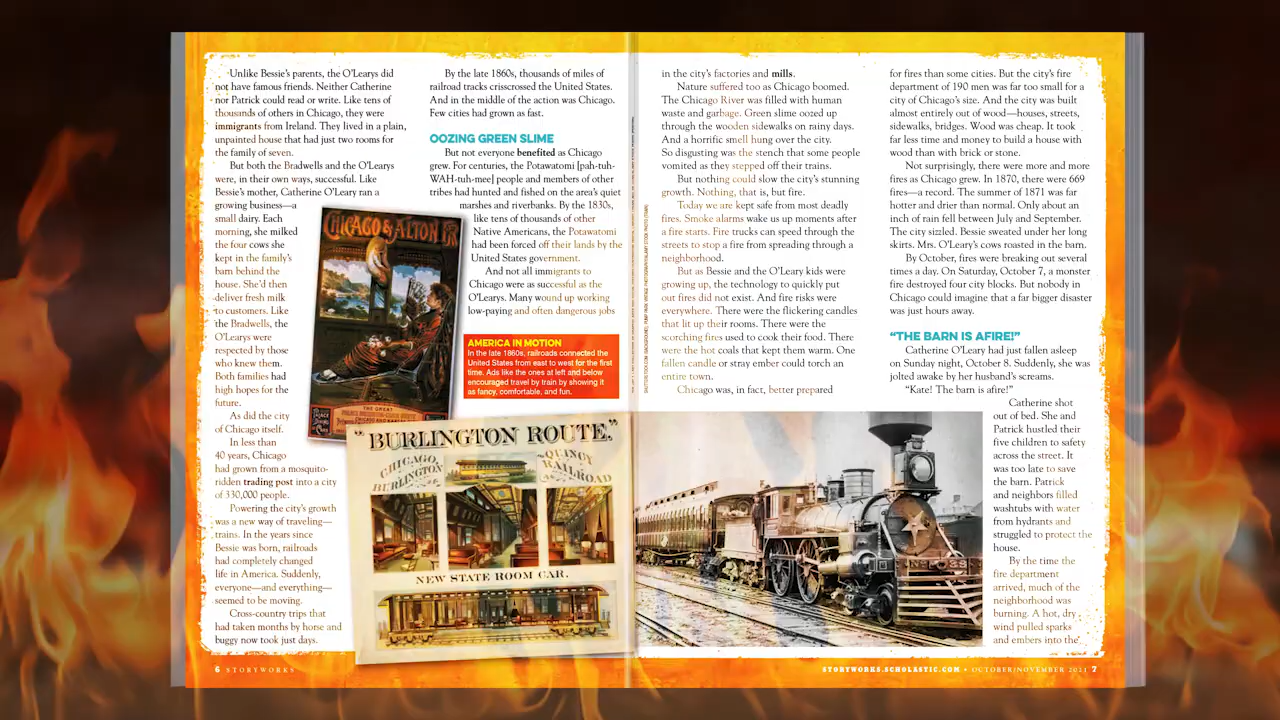 Unlike Bessie's parents, the O'Learys did
not have famous friends. Neither Catherine
nor Patrick could read or write. Like tens of
thousands of others in Chicago, they were
immigrants from Ireland. They lived in a plain,
unpainted house that had just two rooms for
the family of seven.
But both the Bradwells and the O'Learys
were, in their own ways, successful. Like
Bessie's mother, Catherine O'Leary ran a
growing business—a
small dairy. Each
morning, she milked
the four cows she
kept in the family's
barn behind the
house. She'd then
deliver fresh milk
to customers. Like
the Bradwells, the
O'Learys were
respected by those
who knew them.
Both families had
high hopes for the
future.
As did the city
of Chicago itself.
In less than
40 years, Chicago
had grown from a mosquito-
ridden trading post into a city
of 330,000 people.
Powering the city's growth
was a new way of traveling—
trains. In the years since
Bessie was born, railroads
had completely changed
life in America. Suddenly,
everyone—and everything—
seemed to be moving.
Cross-country trips that
had taken months by horse and
buggy now took just days.
By the late 1860s, thousands of miles of
railroad tracks crisscrossed the United States.
And in the middle of the action was Chicago.
Few cities had grown as fast.
OOZING GREEN SLIME
But not everyone benefited as Chicago
grew. For centuries, the Potawatomi [pah-tuh-
WAH-tuh-mee] people and members of other
tribes had hunted and fished on the area's quiet
marshes and riverbanks. By the 1830s,
like tens of thousands of other
Native Americans, the Potawatomi
had been forced off their lands by the
United States government.
And not all immigrants to
Chicago were as successful as the
O'Learys. Many wound up working
low-paying and often dangerous jobs
CHICAGO & ALTON RR
THE GREAT
AMERICA IN MOTION
In the late 1860s, railroads connected the
United States from east to west for the first
time. Ads like the ones at left and below
encouraged travel by train by showing it
as fancy, comfortable, and fun.
"BURLINGTON ROUTE."
CHICAGO,
BURLINGTON
QUINCY
RAILROAD
NEW STATE ROOM CAR.
6 STORYWORKS
in the city's factories and mills.
Nature suffered too as Chicago boomed.
The Chicago River was filled with human
waste and garbage. Green slime oozed up
through the wooden sidewalks on rainy days.
And a horrific smell hung over the city.
So disgusting was the stench that some people
vomited as they stepped off their trains.
But nothing could slow the city's stunning
growth. Nothing, that is, but fire.
Today we are kept safe from most deadly
fires. Smoke alarms wake us up moments after
a fire starts. Fire trucks can speed through the
streets to stop a fire from spreading through a
neighborhood.
But as Bessie and the O'Leary kids were
growing up, the technology to quickly put
out fires did not exist. And fire risks were
everywhere. There were the flickering candles
that lit up their rooms. There were the
scorching fires used to cook their food. There
were the hot coals that kept them warm. One
fallen candle or stray ember could torch an
entire town.
Chicago was, in fact, better prepared
for fires than some cities. But the city's fire
department of 190 men was far too small for a
city of Chicago's size. And the city was built
almost entirely out of wood—houses, streets,
sidewalks, bridges. Wood was cheap. It took
far less time and money to build a house with
wood than with brick or stone.
Not surprisingly, there were more and more
fires as Chicago grew. In 1870, there were 669
fires—a record. The summer of 1871 was far
hotter and drier than normal. Only about an
inch of rain fell between July and September.
The city sizzled. Bessie sweated under her long
skirts. Mrs. O'Leary's cows roasted in the barn.
By October, fires were breaking out several
times a day. On Saturday, October 7, a monster
fire destroyed four city blocks. But nobody in
Chicago could imagine that a far bigger disaster
was just hours away.
"THE BARN IS AFIRE!"
Catherine O'Leary had just fallen asleep
on Sunday night, October 8. Suddenly, she was
jolted awake by her husband's screams.
"Kate! The barn is afire!"
Catherine shot
out of bed. She and
Patrick hustled their
five children to safety
across the street. It
was too late to save
the barn. Patrick
and neighbors filled
washtubs with water
from hydrants and
struggled to protect the
house.
By the time the
fire department
arrived, much of the
neighborhood was
burning. A hot, dry
wind pulled sparks
and embers into the
STORYWORKS.SCHOLASTIC.COM • OCTOBER/NOVEMBER 2021 7